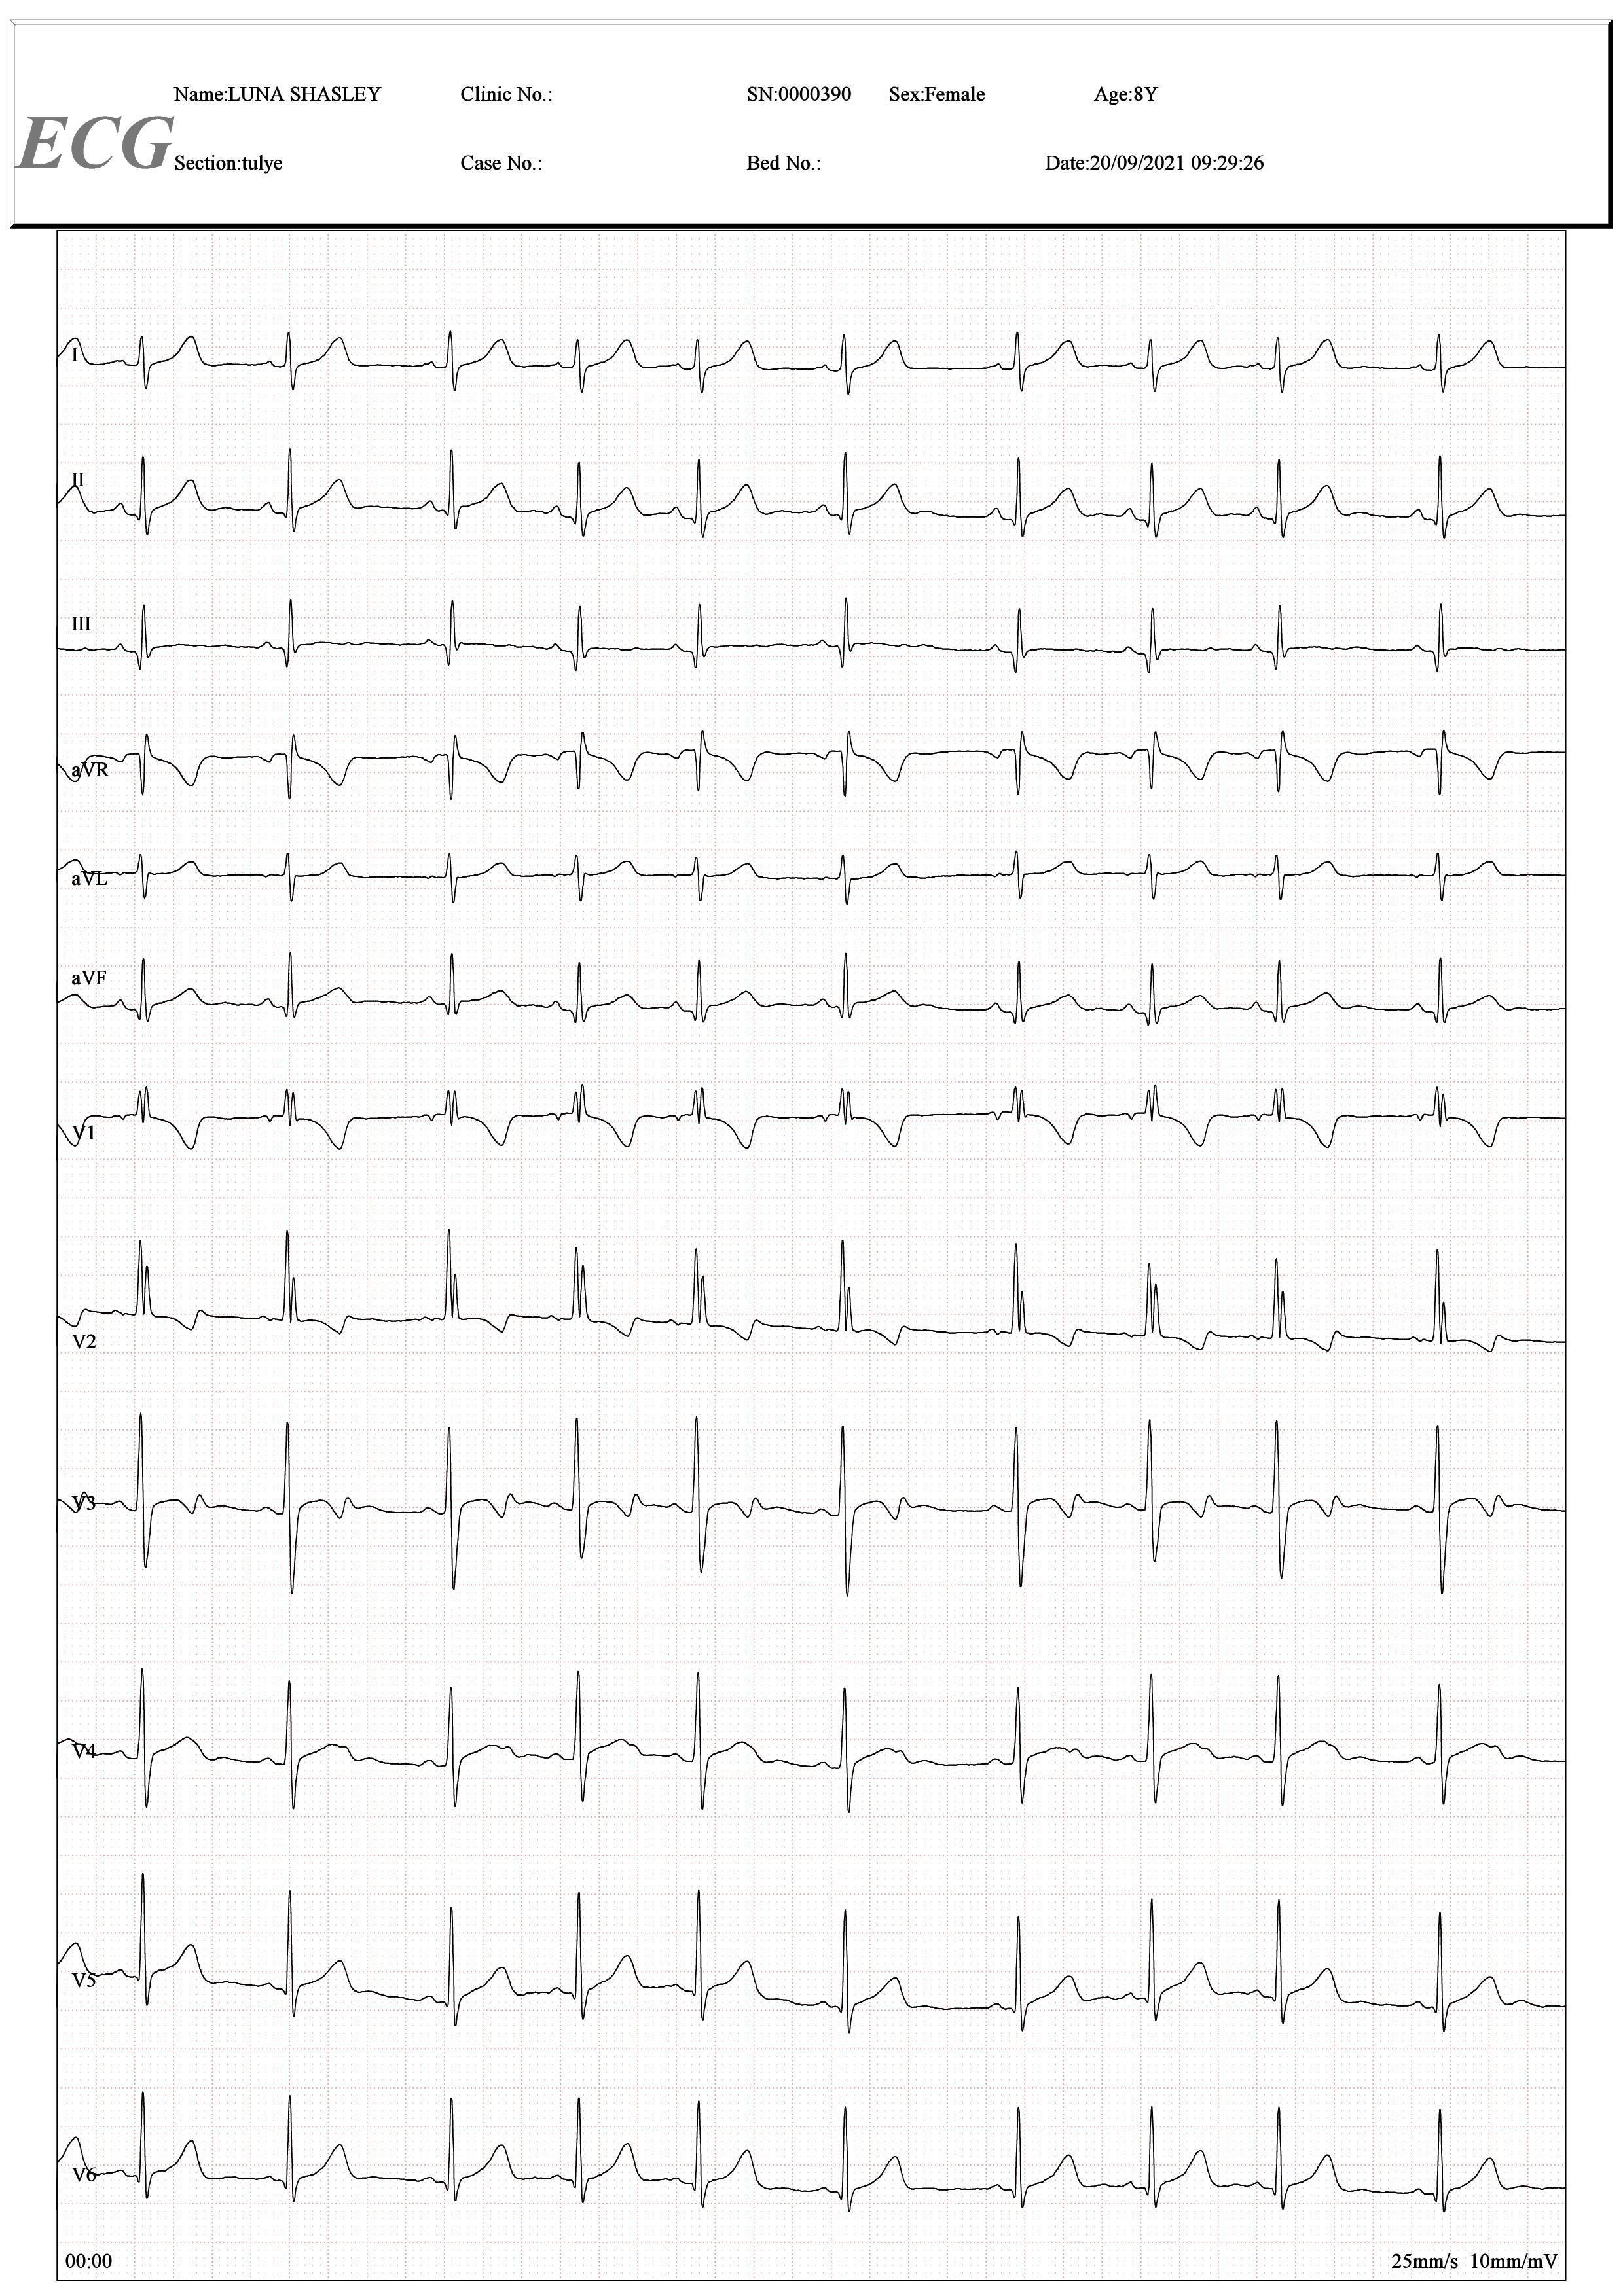 ECG
Name:LUNA SHASLEY Clinic No.: SN:0000390 Sex:Female Age:8Y
Section:tulye Case No.: Bed No.: Date:20/09/2021 09:29:26
I
II
III
aVR
aVL
aVF
V1
V2
V3
V4
V5
V6
00:00 25mm/s 10mm/mV